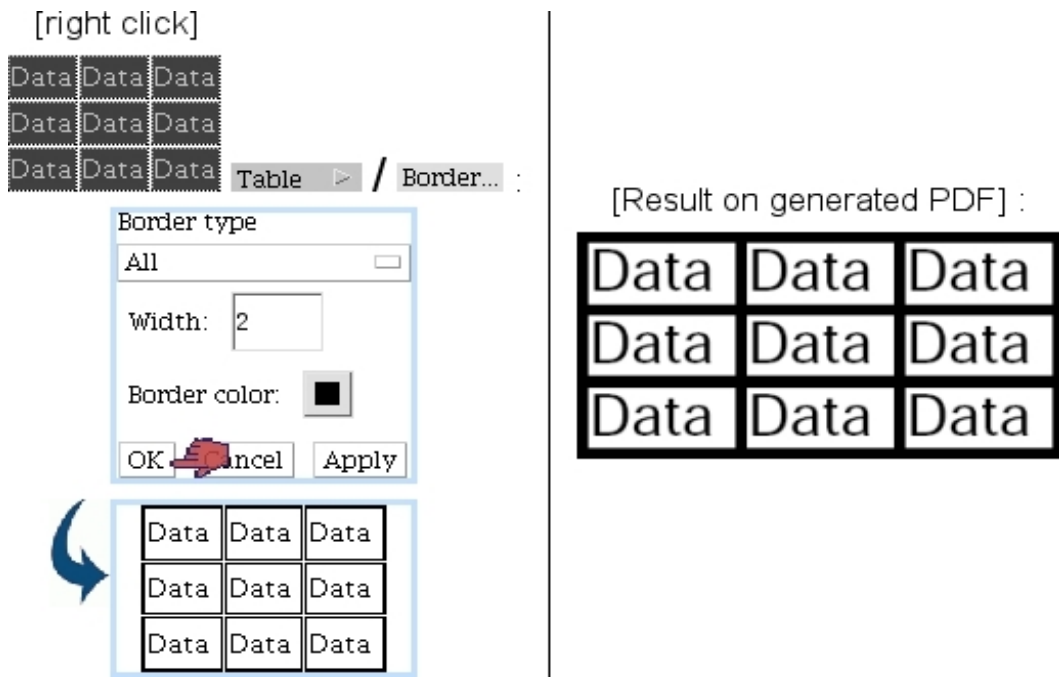 [right click]
Data Data Data
Data Data Data
Data Data Data
Table / Border... :
Border type
All
Width: 2
Border color:
OK Cancel Apply
Data Data Data
Data Data Data
Data Data Data
[Result on generated PDF] :
Data Data Data
Data Data Data
Data Data Data